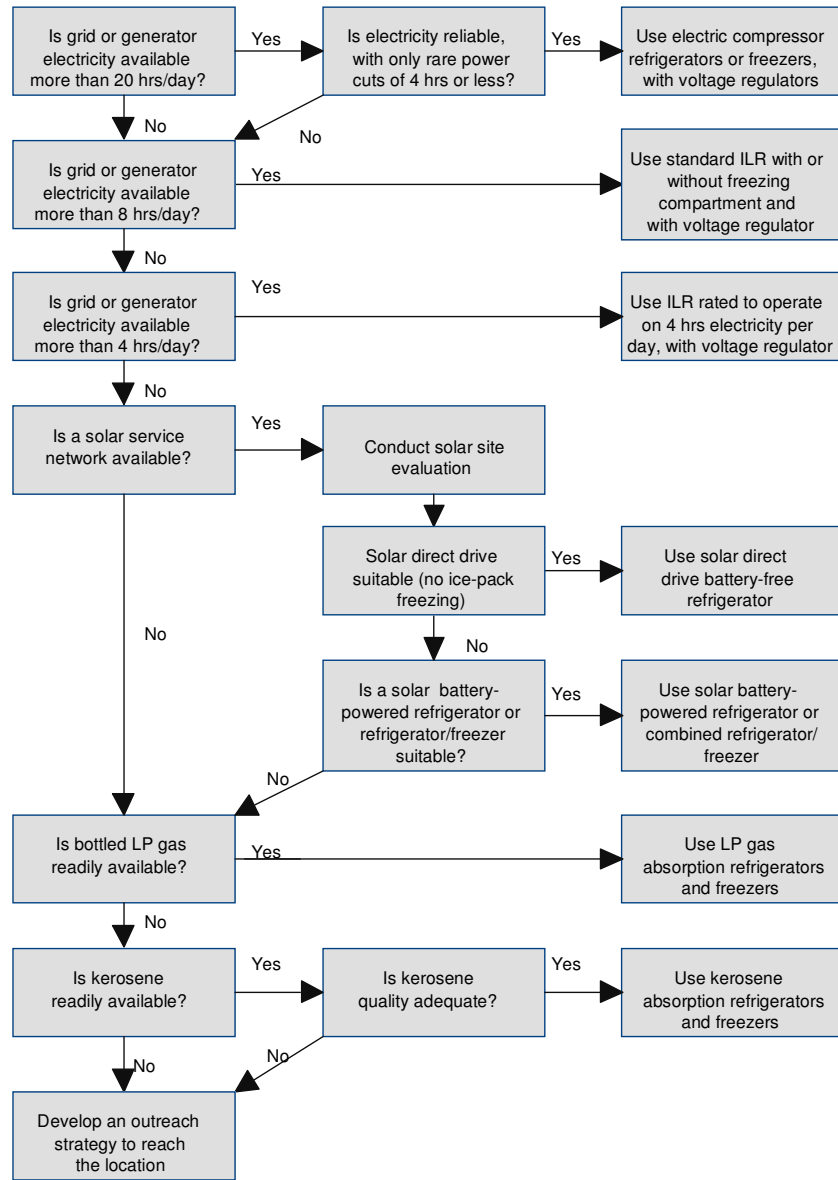 Is grid or generator
electricity available
more than 20 hrs/day?
Yes
Is electricity reliable,
with only rare power
cuts of 4 hrs or less?
Yes
Use electric compressor
refrigerators or freezers,
with voltage regulators
No
No
Is grid or generator
electricity available
more than 8 hrs/day?
Yes
Use standard ILR with or
without freezing
compartment and
with voltage regulator
No
Is grid or generator
electricity available
more than 4 hrs/day?
Yes
Use ILR rated to operate
on 4 hrs electricity per
day, with voltage regulator
No
Is a solar service
network available?
Yes
Conduct solar site
evaluation
Solar direct drive
suitable (no ice-pack
freezing)
Yes
Use solar direct
drive battery-free
refrigerator
No
No
Is a solar battery-
powered refrigerator or
refrigerator/freezer
suitable?
Yes
Use solar battery-
powered refrigerator or
combined refrigerator/
freezer
No
Is bottled LP gas
readily available?
Yes
Use LP gas
absorption refrigerators
and freezers
No
Is kerosene
readily available?
Yes
Is kerosene
quality adequate?
Yes
Use kerosene
absorption refrigerators
and freezers
No
No
Develop an outreach
strategy to reach
the location